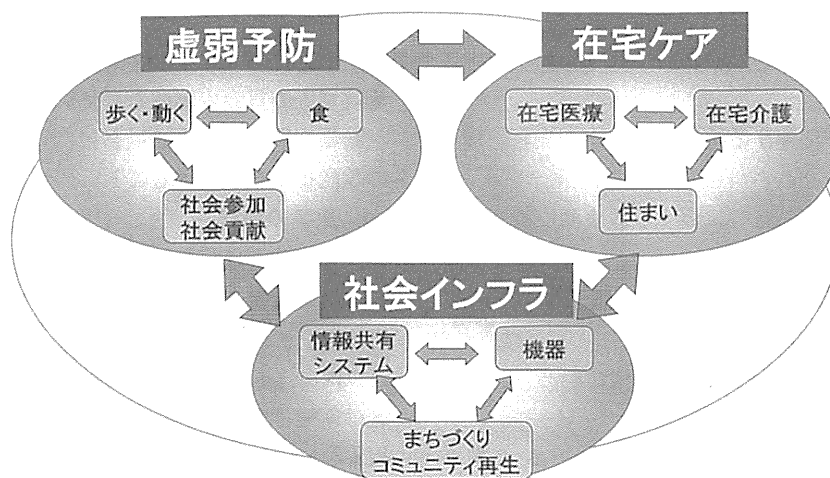 虚弱予防
在宅ケア
歩く・動く
食
社会参加
社会貢献
在宅医療
在宅介護
住まい
社会インフラ
情報共有
システム
機器
まちづくり
コミュニティ再生